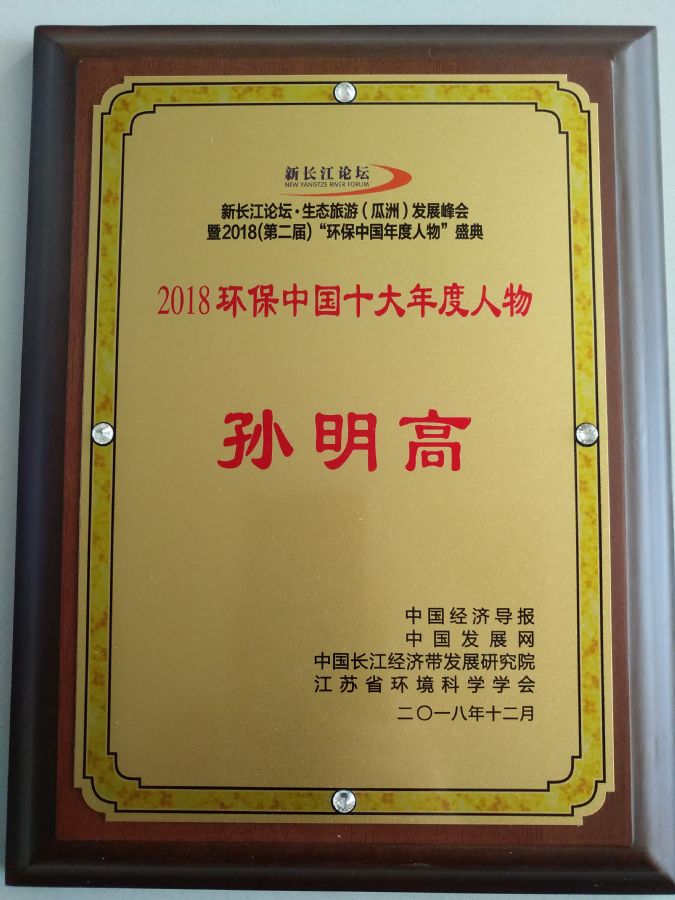 新长江论坛
NEW YANGTZE RIVER FORUM
新长江论坛·生态旅游(瓜洲)发展峰会
暨2018(第二届)“环保中国年度人物”盛典
2018环保中国十大年度人物
孙明高
中国经济导报
中国发展网
中国长江经济带发展研究院
江苏省环境科学学会
二〇一八年十二月